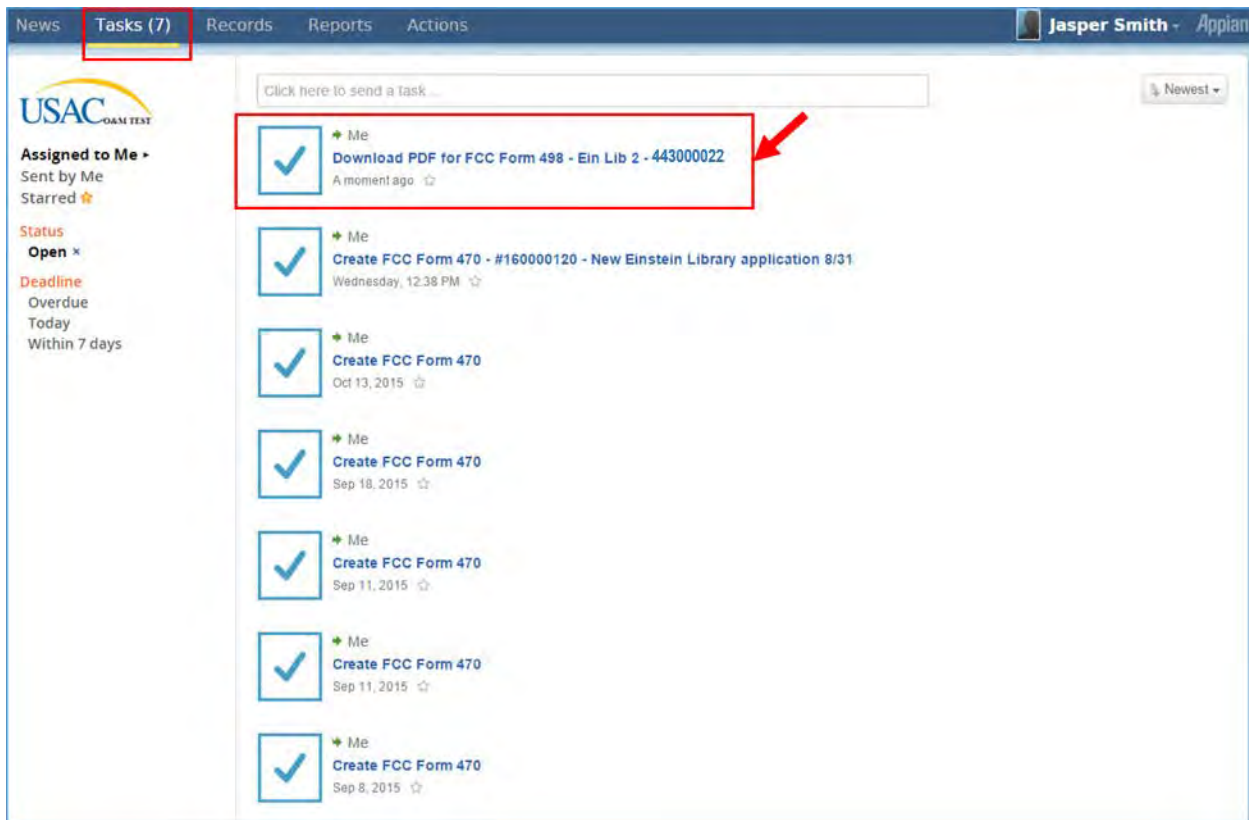 News Tasks (7) Records Reports Actions Jasper Smith Appian
Click here to send a task ... Newest
USAC O&M TEST
Assigned to Me
Sent by Me
Starred
Status
Open ×
Deadline
Overdue
Today
Within 7 days
Me
Download PDF for FCC Form 498 - Ein Lib 2 - 443000022
A moment ago
Me
Create FCC Form 470 - #160000120 - New Einstein Library application 8/31
Wednesday, 12:38 PM
Me
Create FCC Form 470
Oct 13, 2015
Me
Create FCC Form 470
Sep 18, 2015
Me
Create FCC Form 470
Sep 11, 2015
Me
Create FCC Form 470
Sep 11, 2015
Me
Create FCC Form 470
Sep 8, 2015